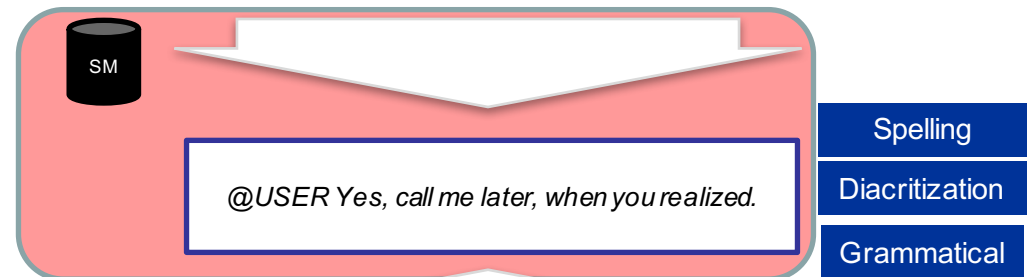 SM
Spelling
@USER Yes, call me later, when you realized.
Diacritization
Grammatical